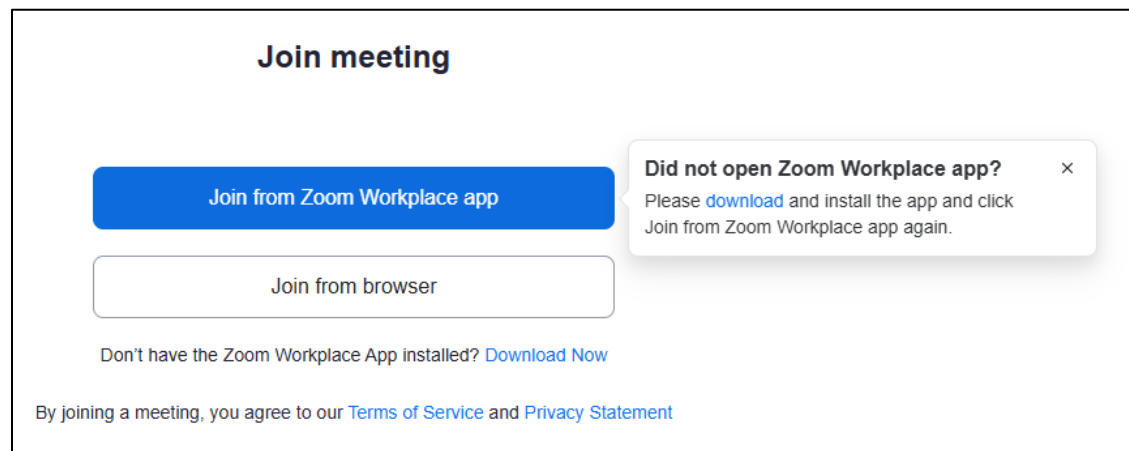 Join meeting
Join from Zoom Workplace app
Did not open Zoom Workplace app?
Please download and install the app and click
Join from Zoom Workplace app again.
Join from browser
Don’t have the Zoom Workplace App installed? Download Now
By joining a meeting, you agree to our Terms of Service and Privacy Statement